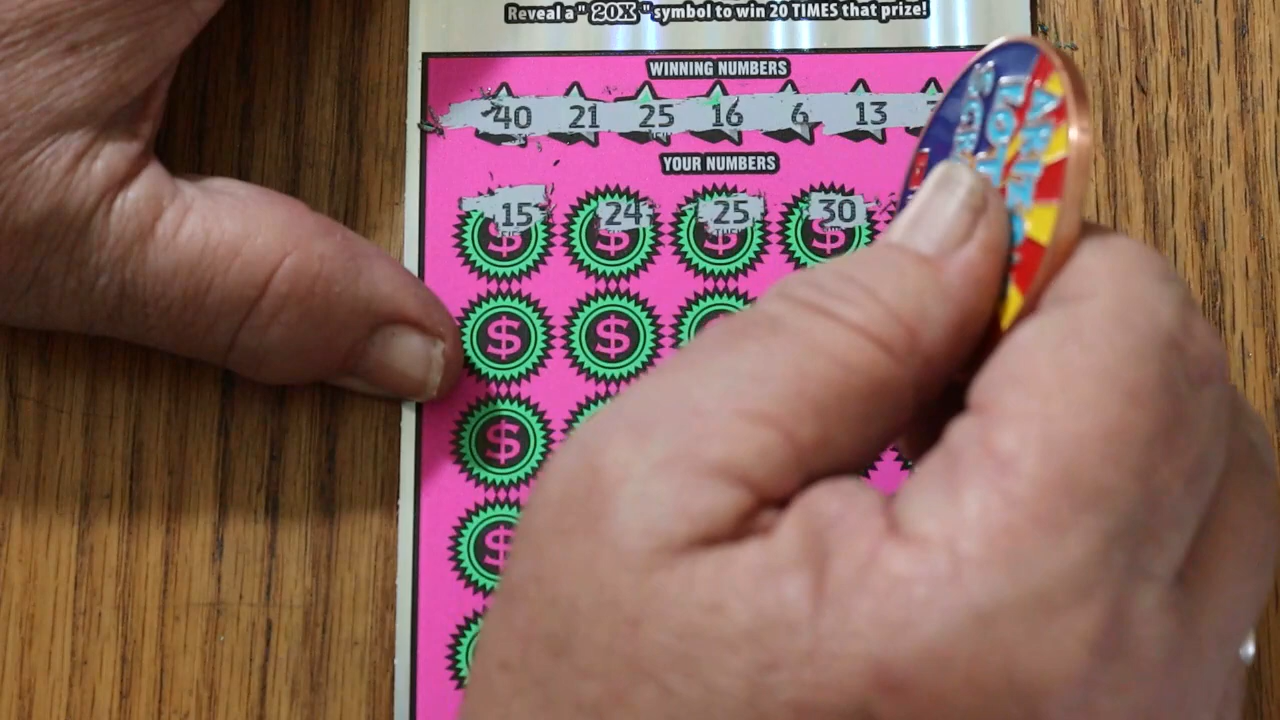 Reveal a "20X" symbol to win 20 TIMES that prize!
WINNING NUMBERS
40 21 25 16 6 13
YOUR NUMBERS
15 24 25 30
$ $ $ $
$ $
$
$